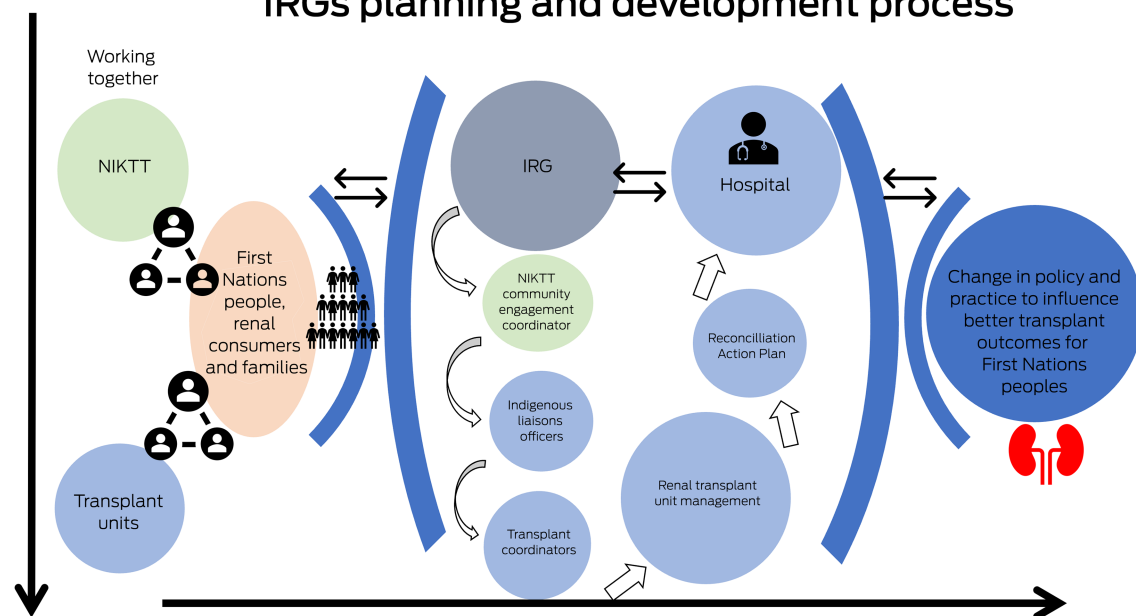 IRGs planning and development process
Working
together
NIKTT
First
Nations
people,
renal
consumers
and families
Transplant
units
IRG
NIKTT
community
engagement
coordinator
Indigenous
liaisons
officers
Transplant
coordinators
Hospital
Reconcilliation
Action Plan
Renal transplant
unit management
Change in policy and
practice to influence
better transplant
outcomes for
First Nations
peoples